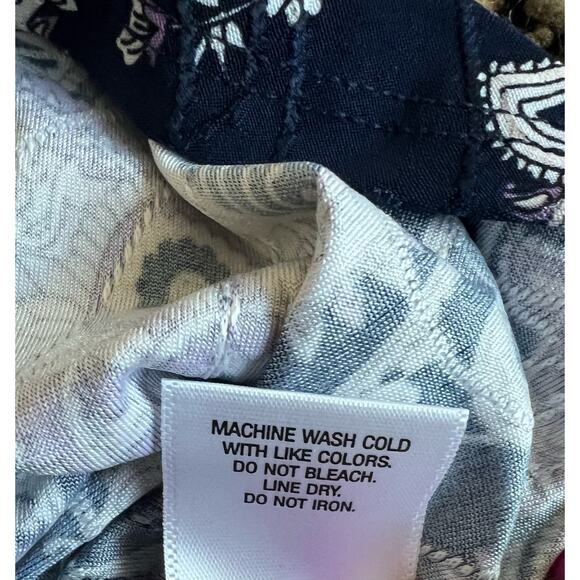 MACHINE WASH COLD
WITH LIKE COLORS.
DO NOT BLEACH.
LINE DRY.
DO NOT IRON.